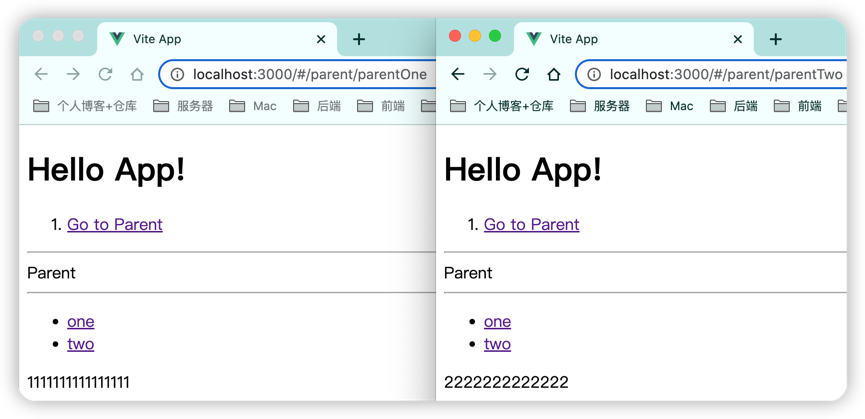 Vite App
localhost:3000/#/parent/parentOne
个人博客+仓库 服务器 Mac 后端 前端
Hello App!
1. Go to Parent
Parent
• one
• two
1111111111111111
Vite App
localhost:3000/#/parent/parentTwo
个人博客+仓库 服务器 Mac 后端 前端
Hello App!
1. Go to Parent
Parent
• one
• two
2222222222222